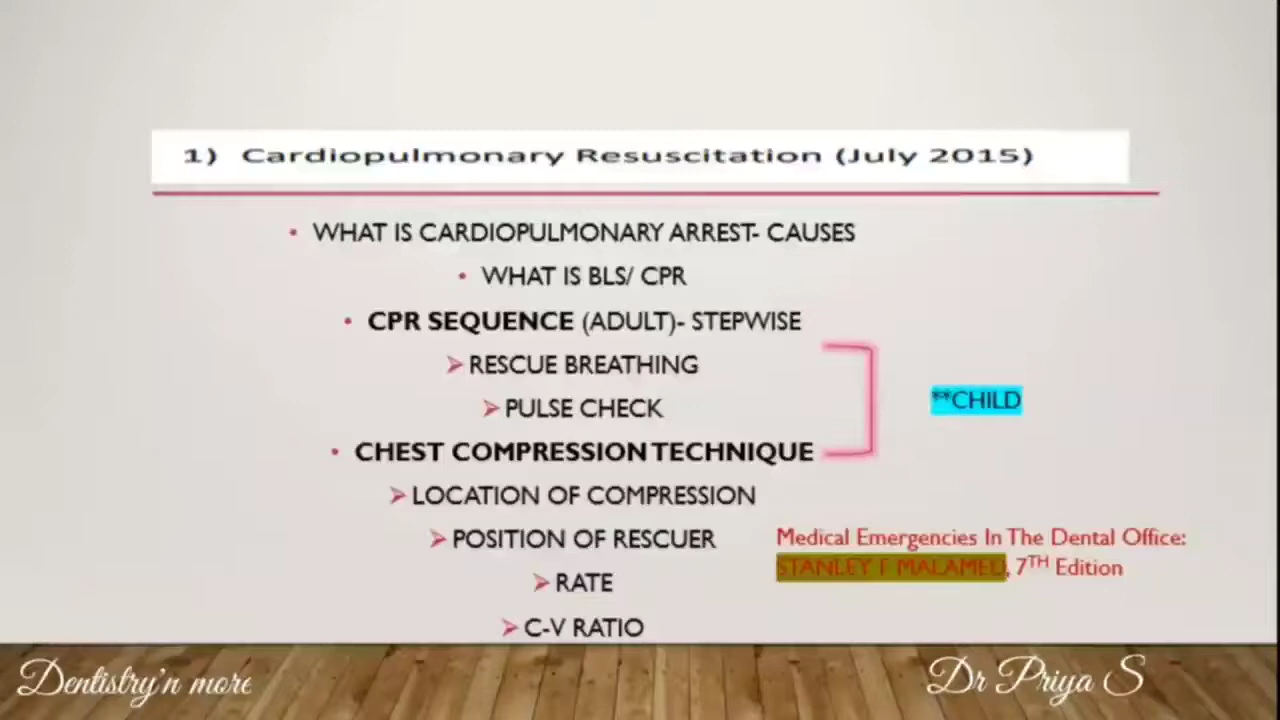 1) Cardiopulmonary Resuscitation (July 2015)
• WHAT IS CARDIOPULMONARY ARREST- CAUSES
• WHAT IS BLS/ CPR
• CPR SEQUENCE (ADULT)- STEPWISE
➢ RESCUE BREATHING
➢ PULSE CHECK
**CHILD
• CHEST COMPRESSION TECHNIQUE
➢ LOCATION OF COMPRESSION
➢ POSITION OF RESCUER
Medical Emergencies In The Dental Office:
STANLEY F MALAMED, 7TH Edition
➢ RATE
➢ C-V RATIO
Dentistry'n more
Dr Priya S